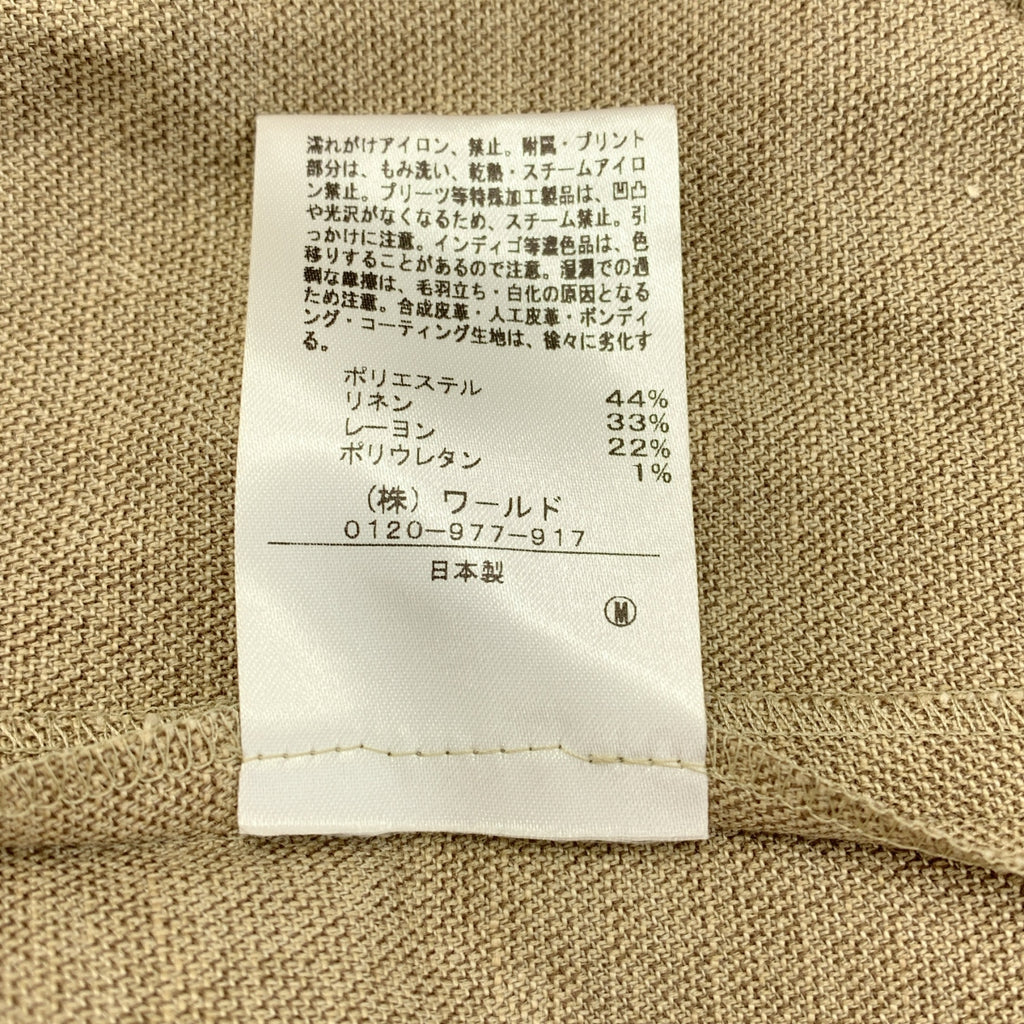 濡れがけアイロン、禁止。附属・プリント
部分は、もみ洗い、乾熱・スチームアイロ
ン禁止。プリーツ等特殊加工製品は、凹凸
や光沢がなくなるため、スチーム禁止。引
っかけに注意。インディゴ等濃色品は、色
移りすることがあるので注意。湿潤での過
剰な摩擦は、毛羽立ち・白化の原因となる
ため注意。合成皮革・人工皮革・ボンディ
ング・コーティング生地は、徐々に劣化す
る。
ポリエステル 44%
リネン 33%
レーヨン 22%
ポリウレタン 1%
(株) ワールド
0120-977-917
日本製
M